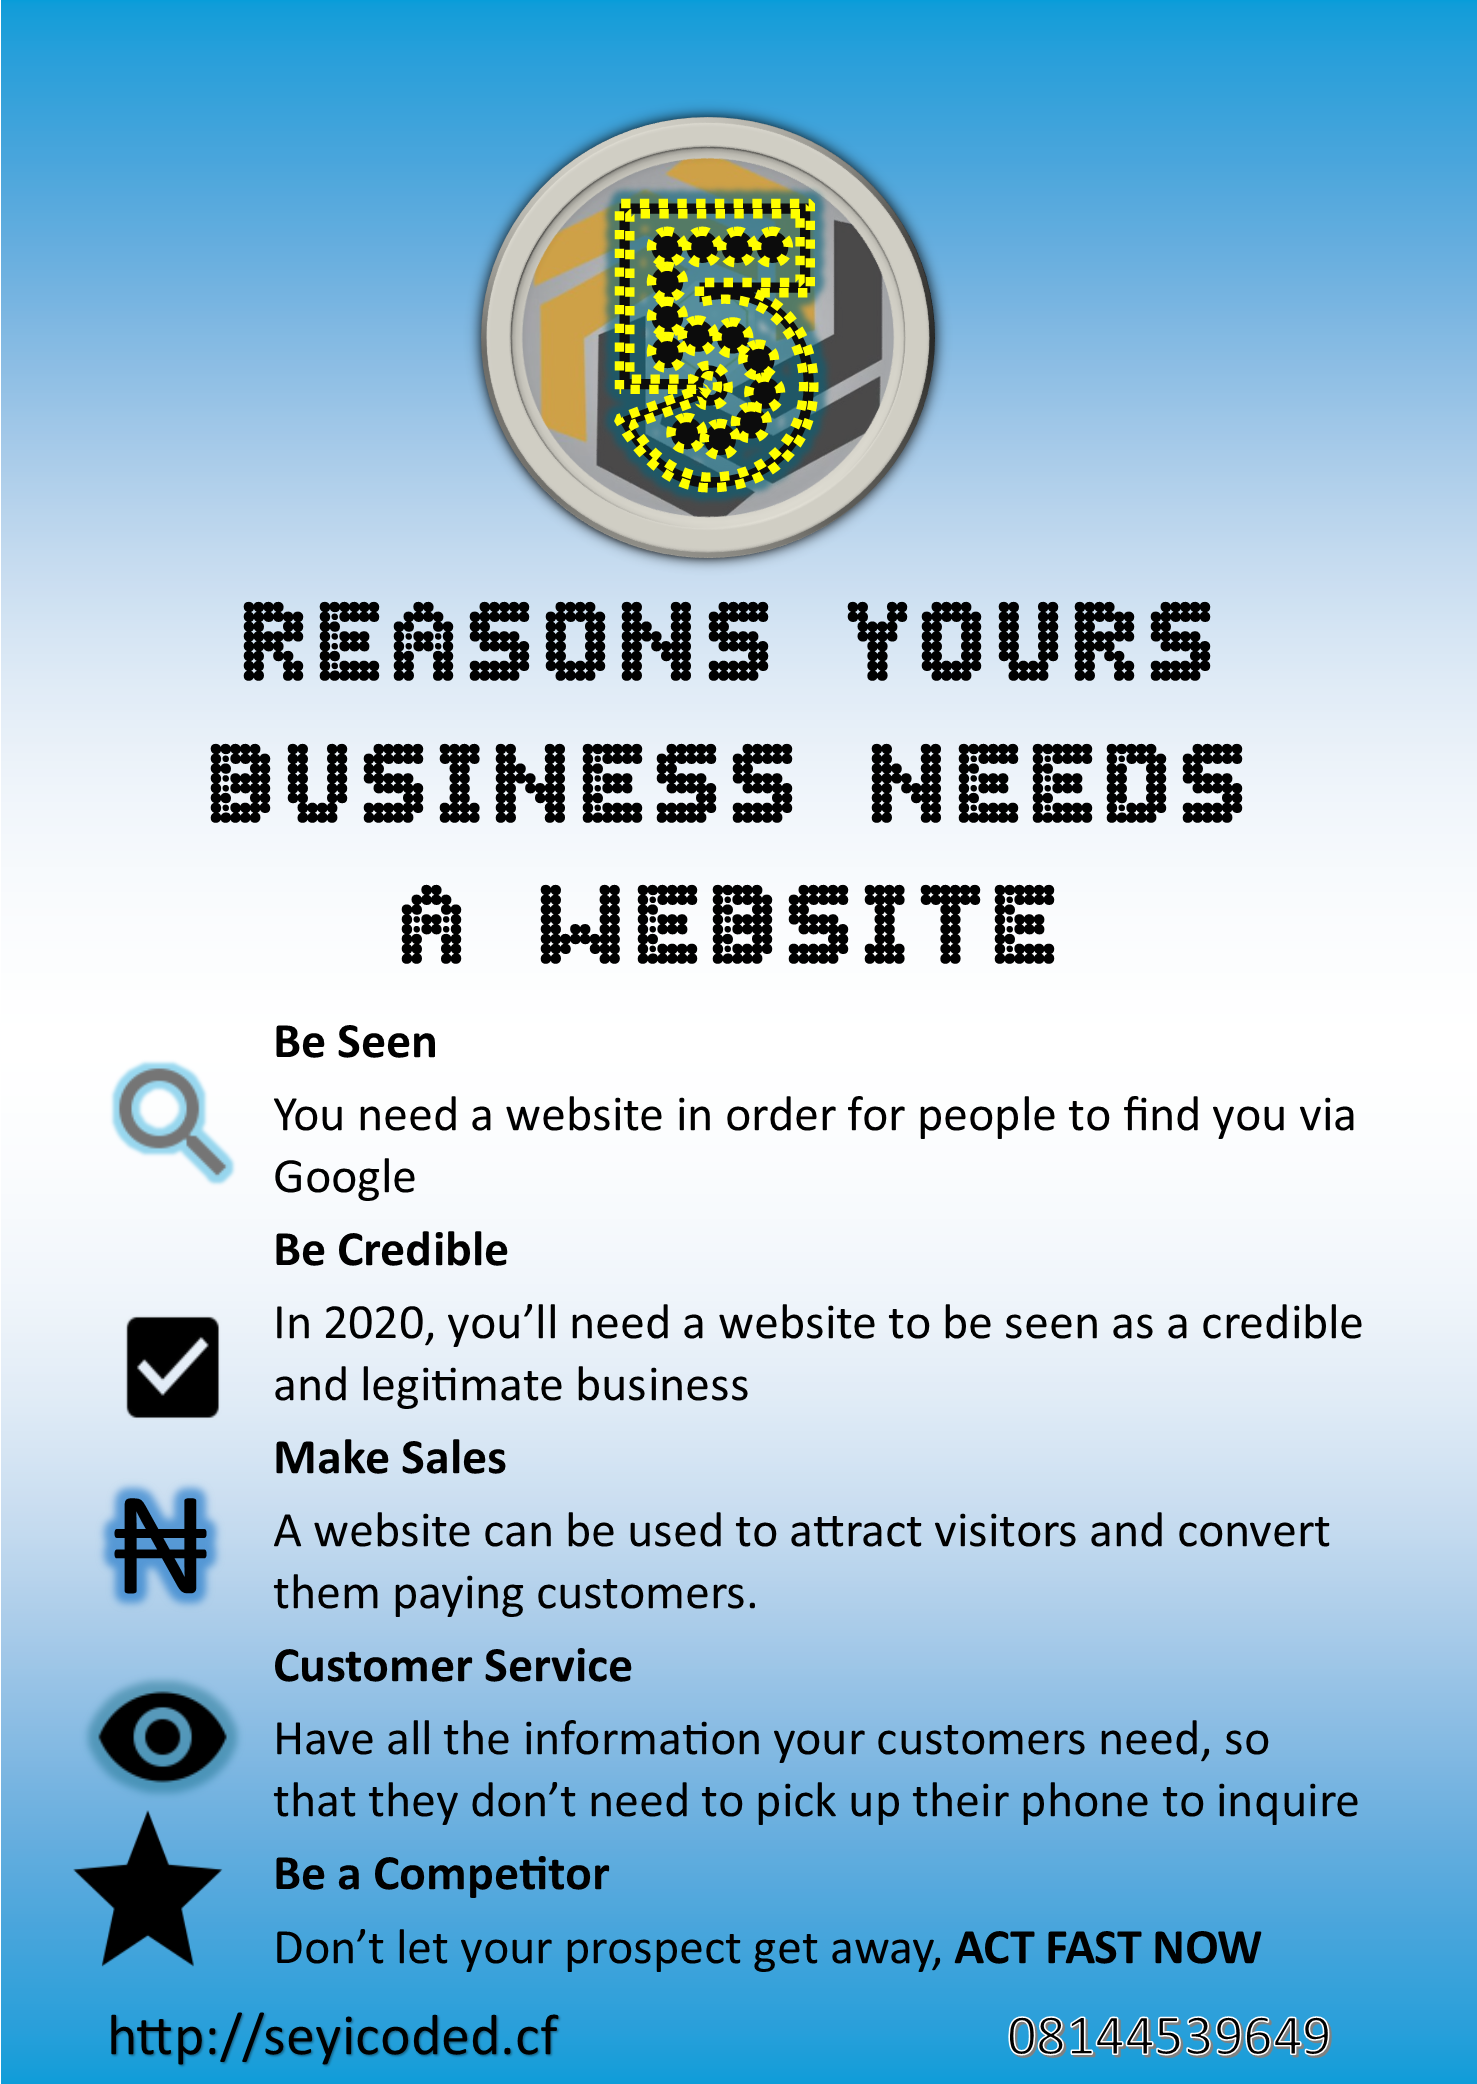 5
REASONS YOURS
BUSINESS NEEDS
A WEBSITE
Be Seen
You need a website in order for people to find you via
Google
Be Credible
In 2020, you’ll need a website to be seen as a credible
and legitimate business
Make Sales
₦
A website can be used to attract visitors and convert
them paying customers.
Customer Service
Have all the information your customers need, so
that they don’t need to pick up their phone to inquire
Be a Competitor
Don’t let your prospect get away, ACT FAST NOW
http://seyicoded.cf
08144539649